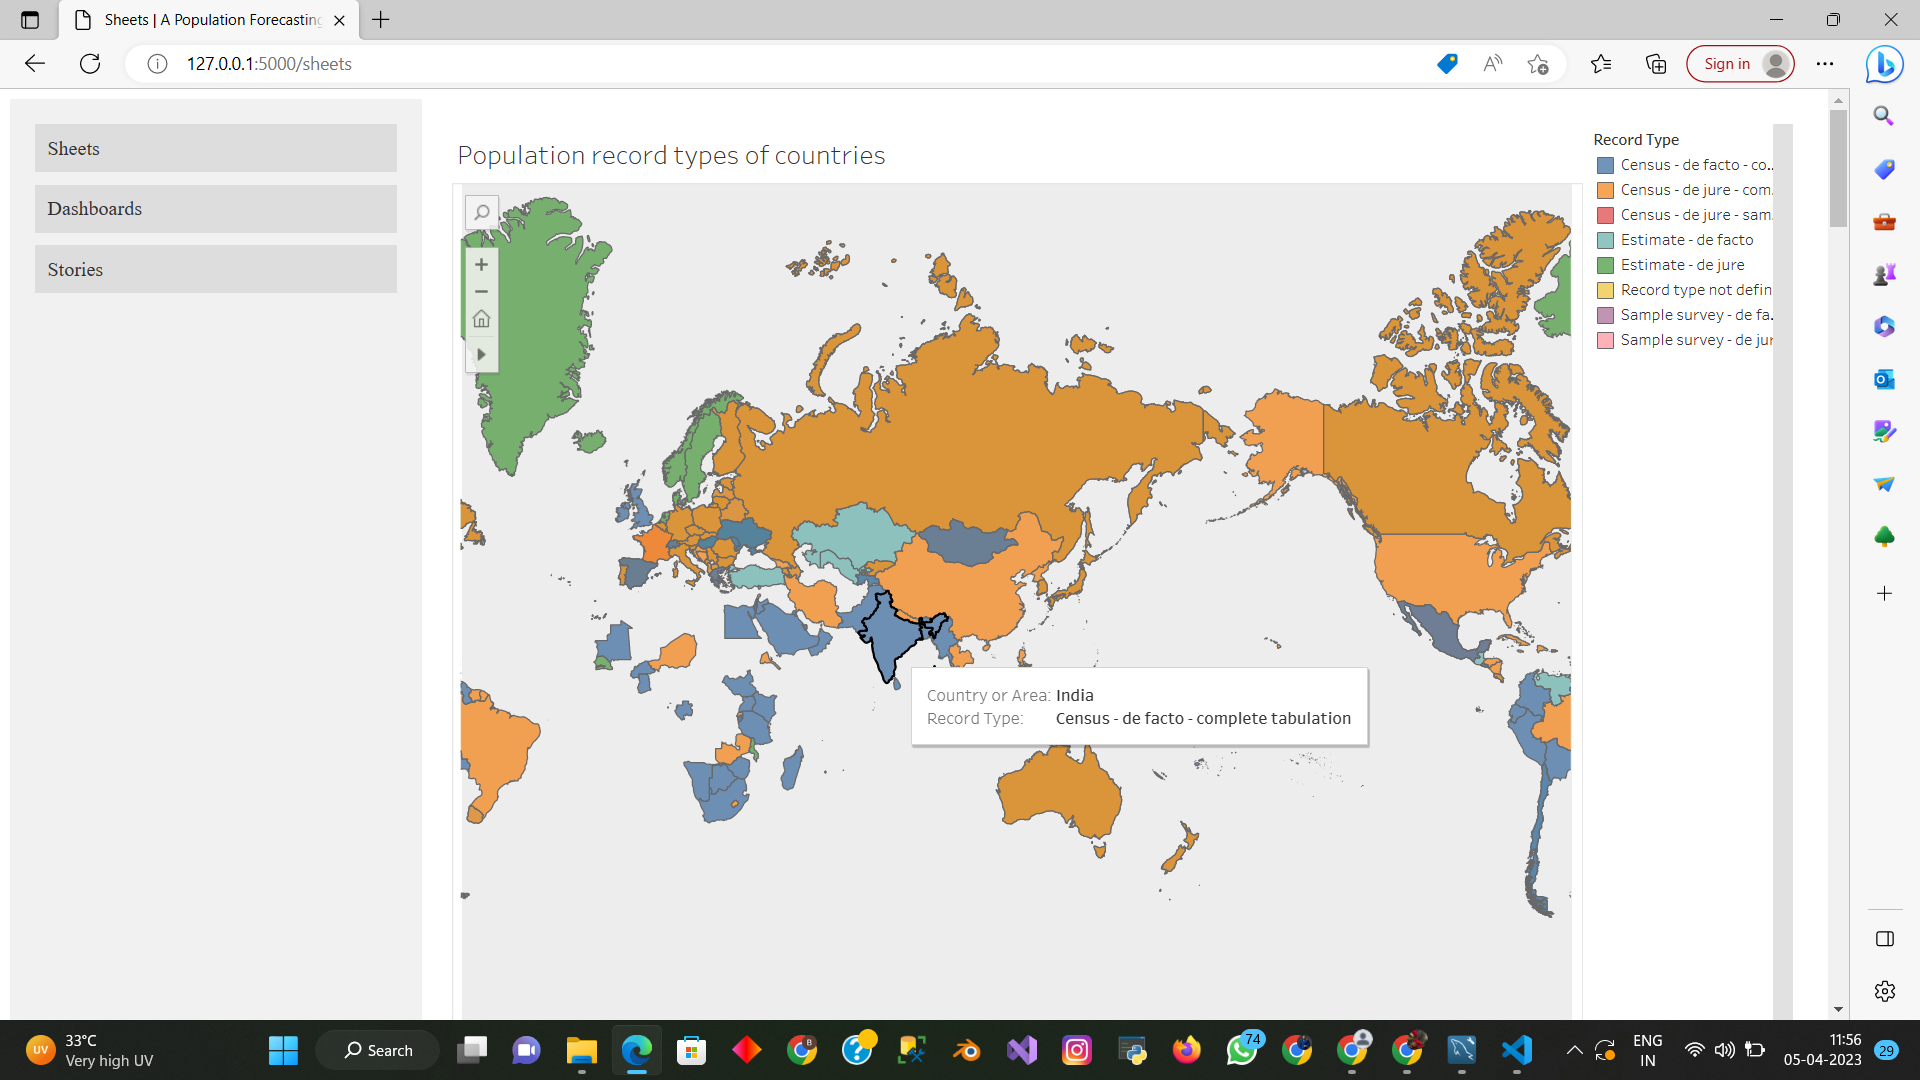 Sheets | A Population Forecasting
127.0.0.1:5000/sheets
Sign in
Sheets
Dashboards
Stories
Population record types of countries
Record Type
Census - de facto - co..
Census - de jure - com.
Census - de jure - sam.
Estimate - de facto
Estimate - de jure
Record type not defin
Sample survey - de fa..
Sample survey - de jur
Country or Area: India
Record Type: Census - de facto - complete tabulation
UV
33°C
Very high UV
Search
B
74
ENG
IN
11:56
05-04-2023
29